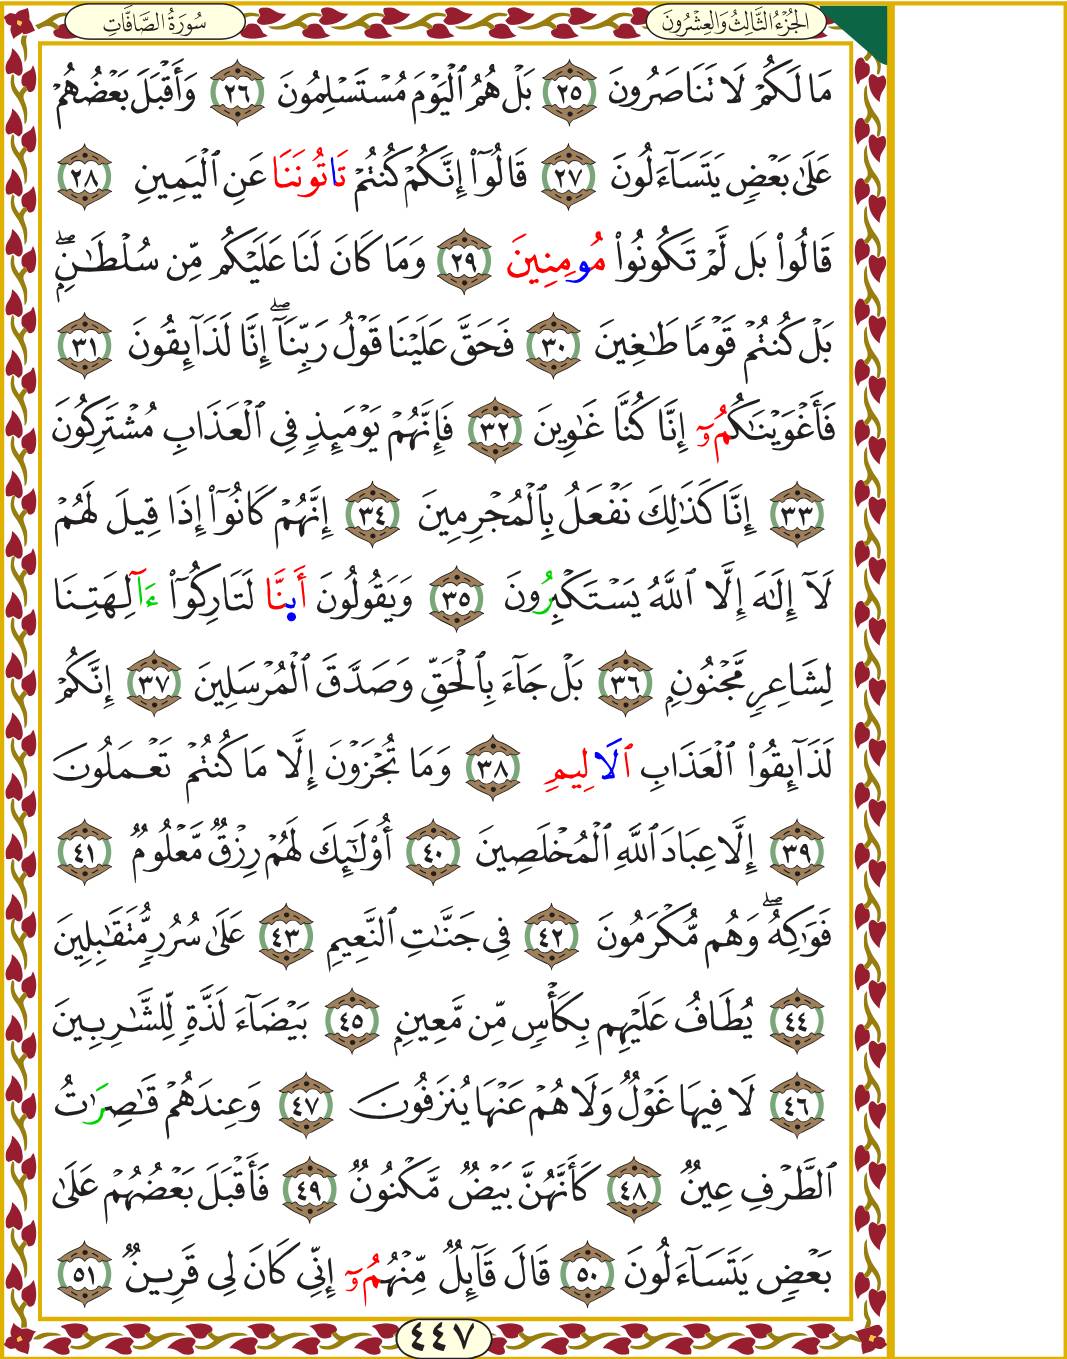 سُورَةُ الصَّافَّاتِ
الجُزْءُ الثَّالِثُ وَالعِشْرُونَ
مَا لَكُمْ لَا تَنَاصَرُونَ ٢٥ بَلْ هُمُ ٱلْيَوْمَ مُسْتَسْلِمُونَ ٢٦ وَأَقْبَلَ بَعْضُهُمْ
عَلَىٰ بَعْضٖ يَتَسَآءَلُونَ ٢٧ قَالُوٓاْ إِنَّكُمْ كُنتُمْ تَاتُونَنَا عَنِ ٱلْيَمِينِ ٢٨
قَالُواْ بَل لَّمْ تَكُونُواْ مُومِنِينَ ٢٩ وَمَا كَانَ لَنَا عَلَيْكُم مِّن سُلْطَٰنِۢۖ
بَلْ كُنتُمْ قَوْمٗا طَٰغِينَ ٣٠ فَحَقَّ عَلَيْنَا قَوْلُ رَبِّنَآۖ إِنَّا لَذَآئِقُونَ ٣١
فَأَغْوَيْنَٰكُمُۥٓ إِنَّا كُنَّا غَٰوِينَ ٣٢ فَإِنَّهُمْ يَوْمَئِذٖ فِي ٱلْعَذَابِ مُشْتَرِكُونَ
٣٣ إِنَّا كَذَٰلِكَ نَفْعَلُ بِٱلْمُجْرِمِينَ ٣٤ إِنَّهُمْ كَانُوٓاْ إِذَا قِيلَ لَهُمْ
لَآ إِلَٰهَ إِلَّا ٱللَّهُ يَسْتَكْبِرُونَ ٣٥ وَيَقُولُونَ أَىِٕنَّا لَتَارِكُوٓاْ ءَآلِهَتِنَا
لِشَاعِرٖ مَّجْنُونِۢ ٣٦ بَلْ جَآءَ بِٱلْحَقِّ وَصَدَّقَ ٱلْمُرْسَلِينَ ٣٧ إِنَّكُمْ
لَذَآئِقُواْ ٱلْعَذَابِ ٱلَالِيمِ ٣٨ وَمَا تُجْزَوْنَ إِلَّا مَا كُنتُمْ تَعْمَلُونَ
٣٩ إِلَّا عِبَادَ ٱللَّهِ ٱلْمُخْلَصِينَ ٤٠ أُوْلَٰٓئِكَ لَهُمْ رِزْقٞ مَّعْلُومٞ ٤١
فَوَٰكِهُۖ وَهُم مُّكْرَمُونَ ٤٢ فِي جَنَّٰتِ ٱلنَّعِيمِ ٤٣ عَلَىٰ سُرُرٖ مُّتَقَٰبِلِينَ
٤٤ يُطَافُ عَلَيْهِم بِكَأْسٖ مِّن مَّعِينِۢ ٤٥ بَيْضَآءَ لَذَّةٖ لِّلشَّٰرِبِينَ
٤٦ لَا فِيهَا غَوْلٞ وَلَا هُمْ عَنْهَا يُنزَفُونَ ٤٧ وَعِندَهُمْ قَٰصِرَٰتُ
ٱلطَّرْفِ عِينٞ ٤٨ كَأَنَّهُنَّ بَيْضٞ مَّكْنُونٞ ٤٩ فَأَقْبَلَ بَعْضُهُمْ عَلَىٰ
بَعْضٖ يَتَسَآءَلُونَ ٥٠ قَالَ قَآئِلٞ مِّنْهُمُۥٓ إِنِّي كَانَ لِي قَرِينٞ ٥١
٤٤٧